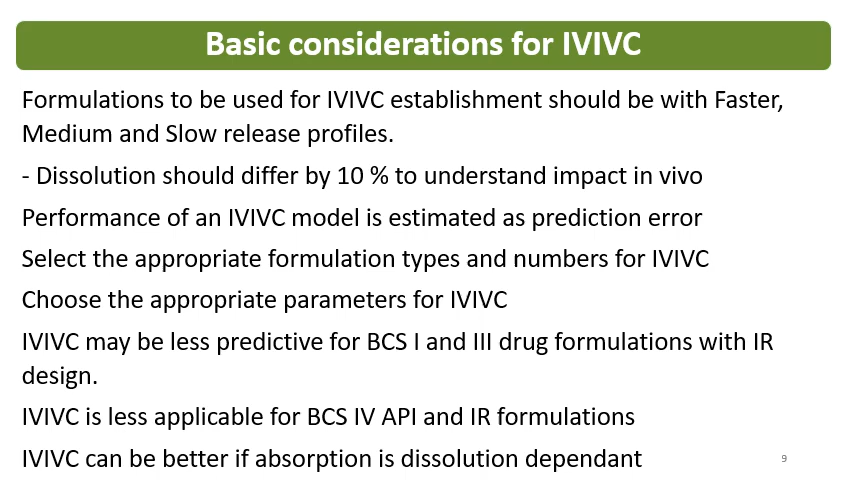 Basic considerations for IVIVC
Formulations to be used for IVIVC establishment should be with Faster,
Medium and Slow release profiles.
- Dissolution should differ by 10 % to understand impact in vivo
Performance of an IVIVC model is estimated as prediction error
Select the appropriate formulation types and numbers for IVIVC
Choose the appropriate parameters for IVIVC
IVIVC may be less predictive for BCS I and III drug formulations with IR
design.
IVIVC is less applicable for BCS IV API and IR formulations
IVIVC can be better if absorption is dissolution dependant
9